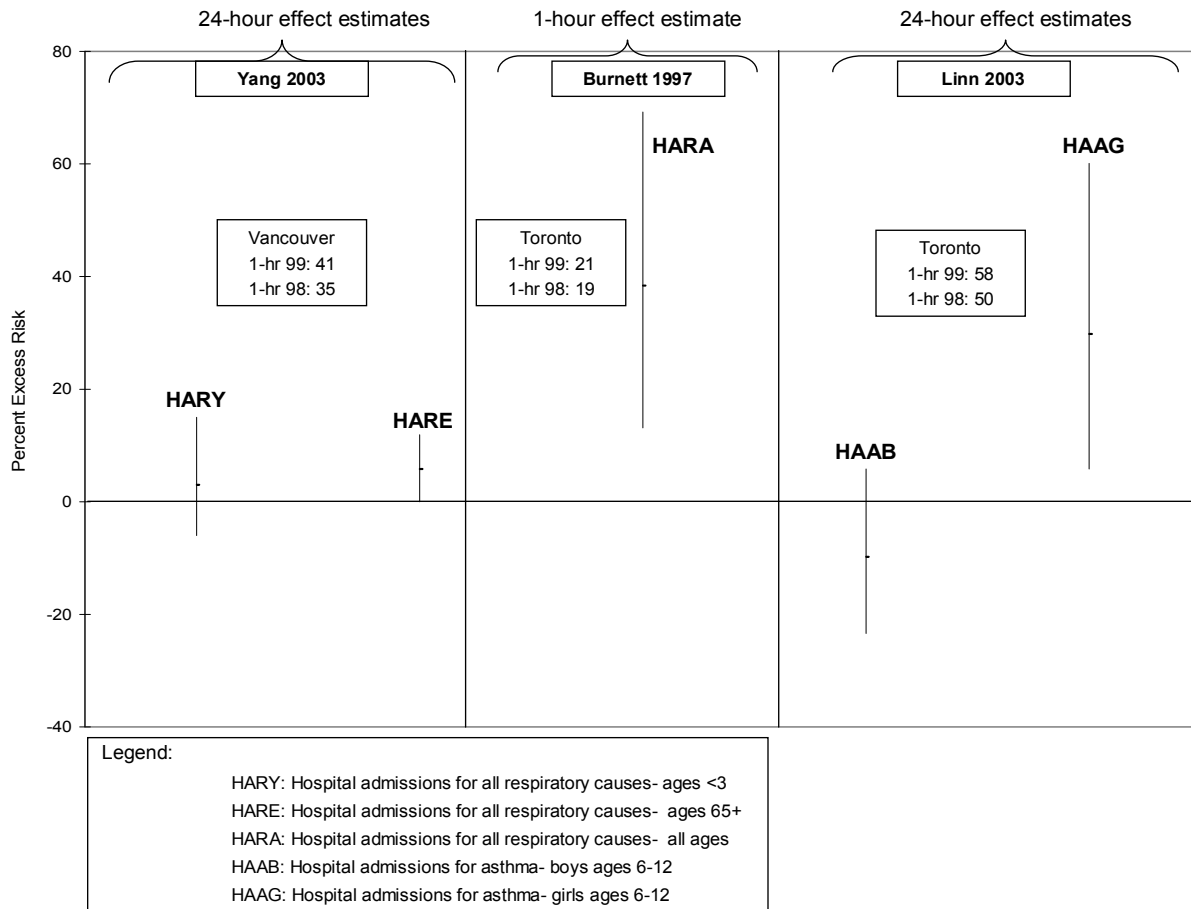 24-hour effect estimates
1-hour effect estimate
24-hour effect estimates
80
60
40
20
0
-20
-40
Percent Excess Risk
Yang 2003
Burnett 1997
Linn 2003
HARA
HAAG
Vancouver
1-hr 99: 41
1-hr 98: 35
Toronto
1-hr 99: 21
1-hr 98: 19
Toronto
1-hr 99: 58
1-hr 98: 50
HARY
HARE
HAAB
Legend:
HARY: Hospital admissions for all respiratory causes- ages <3
HARE: Hospital admissions for all respiratory causes- ages 65+
HARA: Hospital admissions for all respiratory causes- all ages
HAAB: Hospital admissions for asthma- boys ages 6-12
HAAG: Hospital admissions for asthma- girls ages 6-12